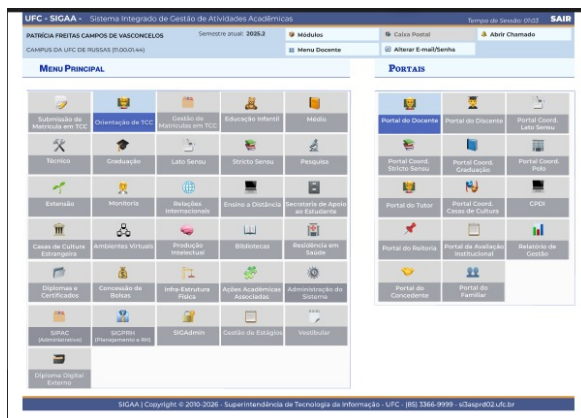 UFC - SIGAA - Sistema Integrado de Gestão de Atividades Acadêmicas
Tempo de Sessão: 01:03 SAIR
PATRÍCIA FREITAS CAMPOS DE VASCONCELOS
Semestre atual: 2025.2
Módulos
Caixa Postal
Abrir Chamado
CAMPUS DA UFC DE RUSSAS (11.00.01.44)
Menu Docente
Alterar E-mail/Senha
MENU PRINCIPAL
Submissão de Matrícula em TCC
Orientação de TCC
Gestão de Matrículas em TCC
Educação Infantil
Médio
Técnico
Graduação
Lato Sensu
Stricto Sensu
Pesquisa
Extensão
Monitoria
Relações Internacionais
Ensino a Distância
Secretaria de Apoio ao Estudante
Casas de Cultura Estrangeira
Ambientes Virtuais
Produção Intelectual
Bibliotecas
Residência em Saúde
Diplomas e Certificados
Concessão de Bolsas
Infra-Estrutura Física
Ações Acadêmicas Associadas
Administração do Sistema
SIPAC
(Administrativo)
SIGPRH
(Planejamento e RH)
SIGAdmin
Gestão de Estágios
Vestibular
Diploma Digital Externo
PORTAIS
Portal do Docente
Portal do Discente
Portal Coord. Lato Sensu
Portal Coord. Stricto Sensu
Portal Coord. Graduação
Portal Coord. Polo
Portal do Tutor
Portal Coord. Casas de Cultura
CPDI
Portal do Reitoria
Portal da Avaliação Institucional
Relatório de Gestão
Portal do Concedente
Portal do Familiar
SIGAA | Copyright © 2010-2026 - Superintendência de Tecnologia da Informação - UFC - (85) 3366-9999 - si3asprd02.ufc.br